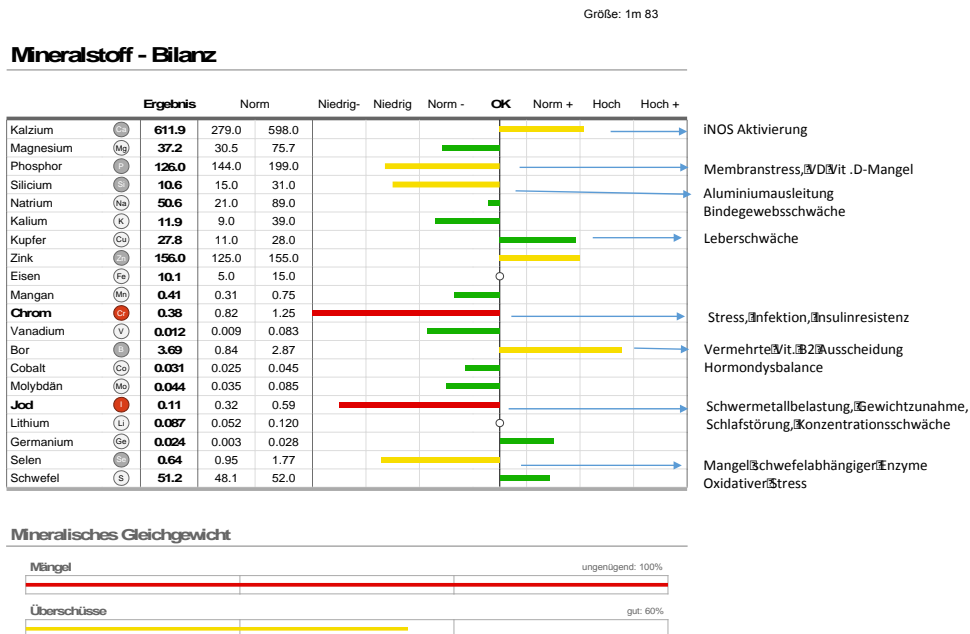 Größe: 1m 83
Mineralstoff - Bilanz
Ergebnis Norm Niedrig- Niedrig Norm - OK Norm + Hoch Hoch +
Kalzium Ca 611.9 279.0 598.0 iNOS Aktivierung
Magnesium Mg 37.2 30.5 75.7
Phosphor P 126.0 144.0 199.0 Membranstress, VD Vit .D-Mangel
Silicium Si 10.6 15.0 31.0 Aluminiumausleitung
Bindegewebsschwäche
Natrium Na 50.6 21.0 89.0
Kalium K 11.9 9.0 39.0
Kupfer Cu 27.8 11.0 28.0 Leberschwäche
Zink Zn 156.0 125.0 155.0
Eisen Fe 10.1 5.0 15.0
Mangan Mn 0.41 0.31 0.75
Chrom Cr 0.38 0.82 1.25 Stress, Infektion, Insulinresistenz
Vanadium V 0.012 0.009 0.083
Bor B 3.69 0.84 2.87 Vermehrte Vit. B2 Ausscheidung
Hormondysbalance
Cobalt Co 0.031 0.025 0.045
Molybdän Mo 0.044 0.035 0.085
Jod I 0.11 0.32 0.59 Schwermetallbelastung, Gewichtzunahme,
Schlafstörung, Konzentrationsschwäche
Lithium Li 0.087 0.052 0.120
Germanium Ge 0.024 0.003 0.028
Selen Se 0.64 0.95 1.77 Mangel schwefelabhängiger Enzyme
Oxidativer Stress
Schwefel S 51.2 48.1 52.0
Mineralisches Gleichgewicht
Mängel ungenügend: 100%
Überschüsse gut: 60%